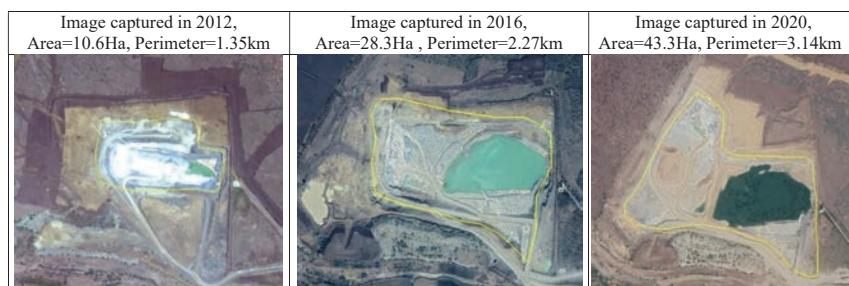 Image captured in 2012,
Area=10.6Ha, Perimeter=1.35km
Image captured in 2016,
Area=28.3Ha , Perimeter=2.27km
Image captured in 2020,
Area=43.3Ha, Perimeter=3.14km